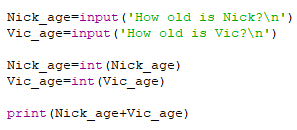 Nick_age=input('How old is Nick?\n')
Vic_age=input('How old is Vic?\n')
Nick_age=int(Nick_age)
Vic_age=int(Vic_age)
print(Nick_age+Vic_age)